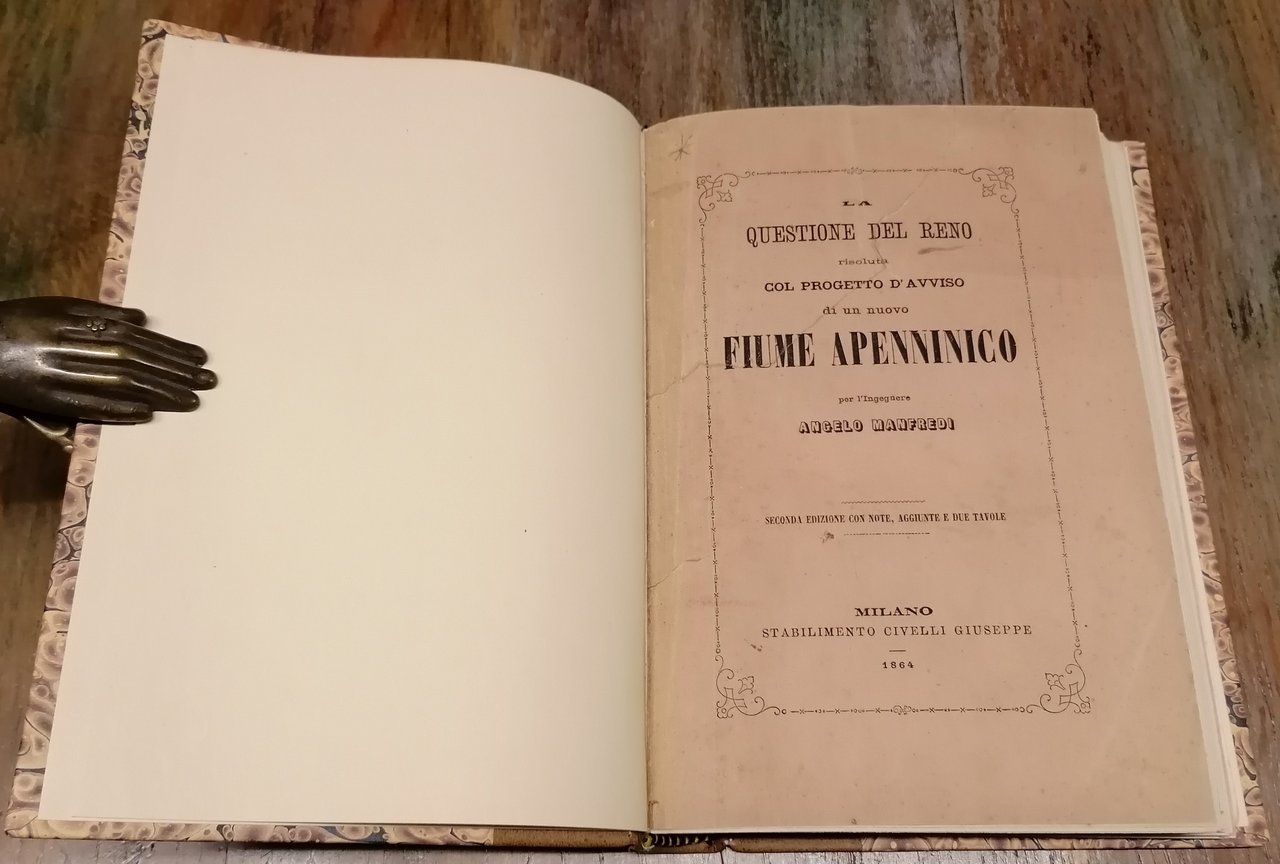 LA
QUESTIONE DEL RENO
risoluta
COL PROGETTO D'AVVISO
di un nuovo
FIUME APENNINICO
per l'Ingegnere
ANGELO MANFREDI
SECONDA EDIZIONE CON NOTE, AGGIUNTE E DUE TAVOLE
MILANO
STABILIMENTO CIVELLI GIUSEPPE
1864